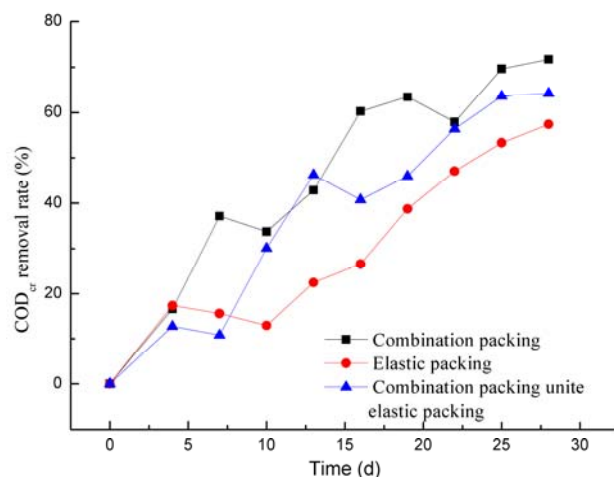 80
60
40
20
0
CODcr removal rate (%)
Combination packing
Elastic packing
Combination packing unite
elastic packing
0 5 10 15 20 25 30
Time (d)